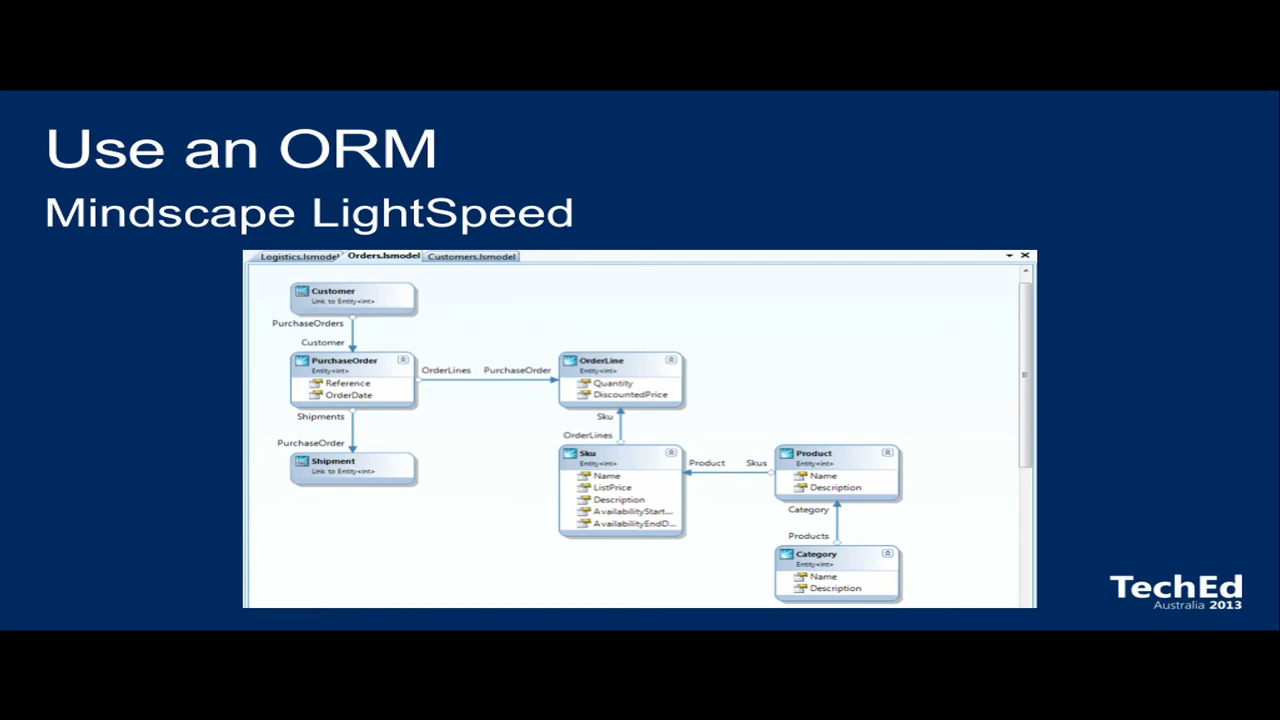 Use an ORM
Mindscape LightSpeed
Logistics.lsmodel Orders.lsmodel Customers.lsmodel
Customer
Link to Entity<int>
PurchaseOrders
Customer
PurchaseOrder
Entity<int>
Reference
OrderDate
OrderLines PurchaseOrder
OrderLine
Entity<int>
Quantity
DiscountedPrice
Shipments
PurchaseOrder
Shipment
Link to Entity<int>
Sku
OrderLines
Sku
Entity<int>
Name
ListPrice
Description
AvailabilityStart...
AvailabilityEndD...
Product Skus
Product
Entity<int>
Name
Description
Category
Products
Category
Entity<int>
Name
Description
TechEd
Australia 2013